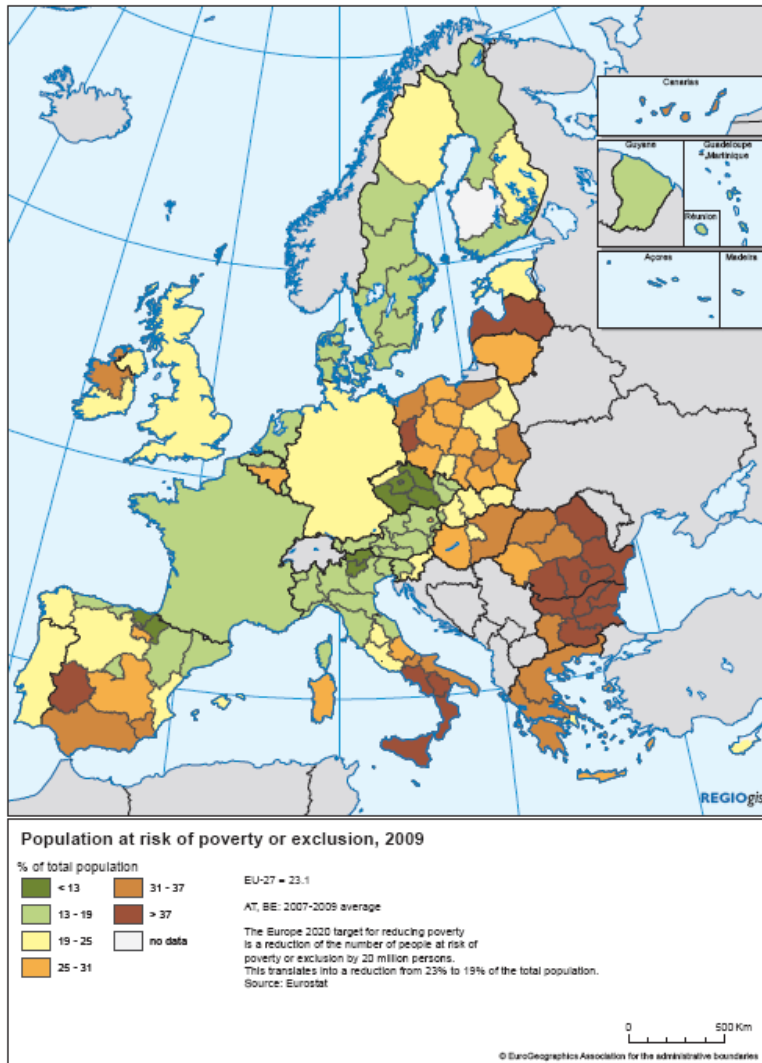 Canarias
Guyane
Guadeloupe
Martinique
Réunion
Açores
Madeira
REGIOgis
Population at risk of poverty or exclusion, 2009
% of total population
< 13
13 - 19
19 - 25
25 - 31
31 - 37
> 37
no data
EU-27 = 23.1
AT, BE: 2007-2009 average
The Europe 2020 target for reducing poverty
is a reduction of the number of people at risk of
poverty or exclusion by 20 million persons.
This translates into a reduction from 23% to 19% of the total population.
Source: Eurostat
0
500 Km
© EuroGeographics Association for the administrative boundaries